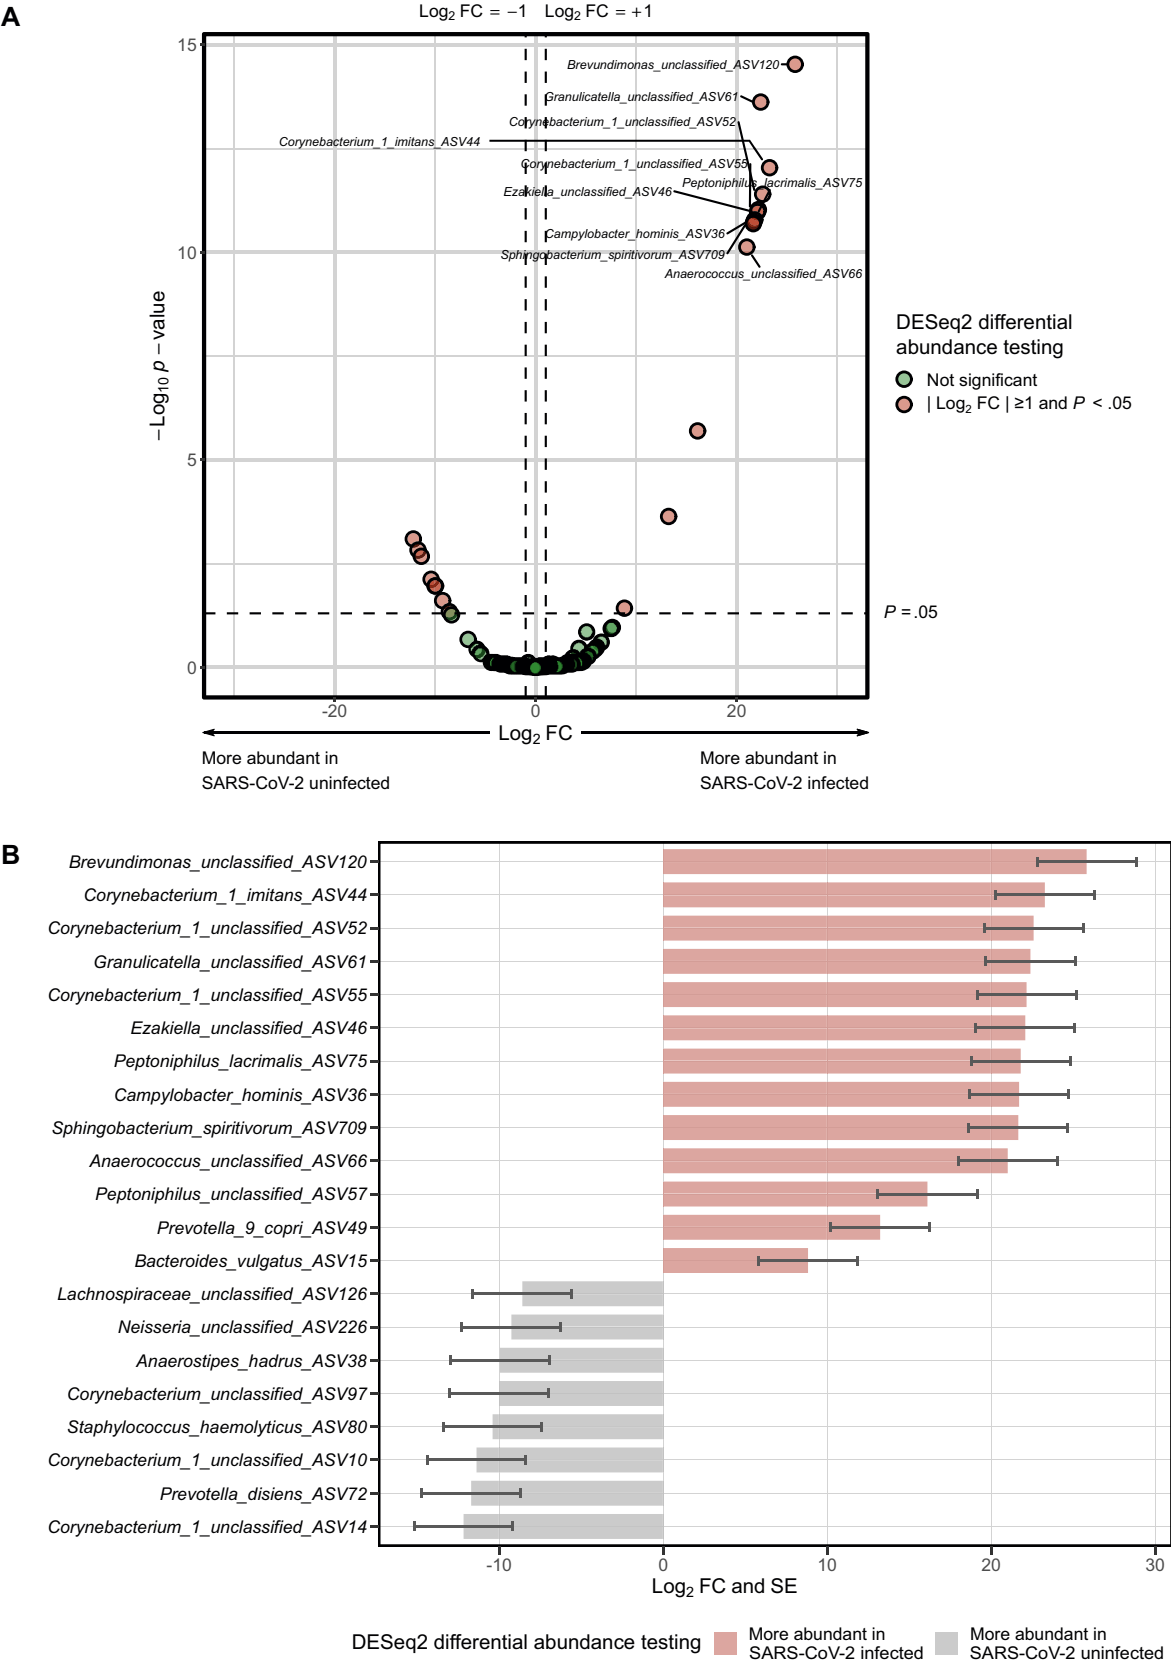 A
Log2 FC = −1
Log2 FC = +1
15
10
5
0
−Log10 p − value
Brevundimonas_unclassified_ASV120
Granulicatella_unclassified_ASV61
Corynebacterium_1_unclassified_ASV52
Corynebacterium_1_imitans_ASV44
Corynebacterium_1_unclassified_ASV55
Peptoniphilus_lacrimalis_ASV75
Ezakiella_unclassified_ASV46
Campylobacter_hominis_ASV36
Sphingobacterium_spiritivorum_ASV709
Anaerococcus_unclassified_ASV66
DESeq2 differential
abundance testing
Not significant
| Log2 FC | ≥1 and P < .05
P = .05
-20
0
20
Log2 FC
More abundant in
SARS-CoV-2 uninfected
More abundant in
SARS-CoV-2 infected
B
Brevundimonas_unclassified_ASV120
Corynebacterium_1_imitans_ASV44
Corynebacterium_1_unclassified_ASV52
Granulicatella_unclassified_ASV61
Corynebacterium_1_unclassified_ASV55
Ezakiella_unclassified_ASV46
Peptoniphilus_lacrimalis_ASV75
Campylobacter_hominis_ASV36
Sphingobacterium_spiritivorum_ASV709
Anaerococcus_unclassified_ASV66
Peptoniphilus_unclassified_ASV57
Prevotella_9_copri_ASV49
Bacteroides_vulgatus_ASV15
Lachnospiraceae_unclassified_ASV126
Neisseria_unclassified_ASV226
Anaerostipes_hadrus_ASV38
Corynebacterium_unclassified_ASV97
Staphylococcus_haemolyticus_ASV80
Corynebacterium_1_unclassified_ASV10
Prevotella_disiens_ASV72
Corynebacterium_1_unclassified_ASV14
-10
0
10
20
30
Log2 FC and SE
DESeq2 differential abundance testing
More abundant in
SARS-CoV-2 infected
More abundant in
SARS-CoV-2 uninfected